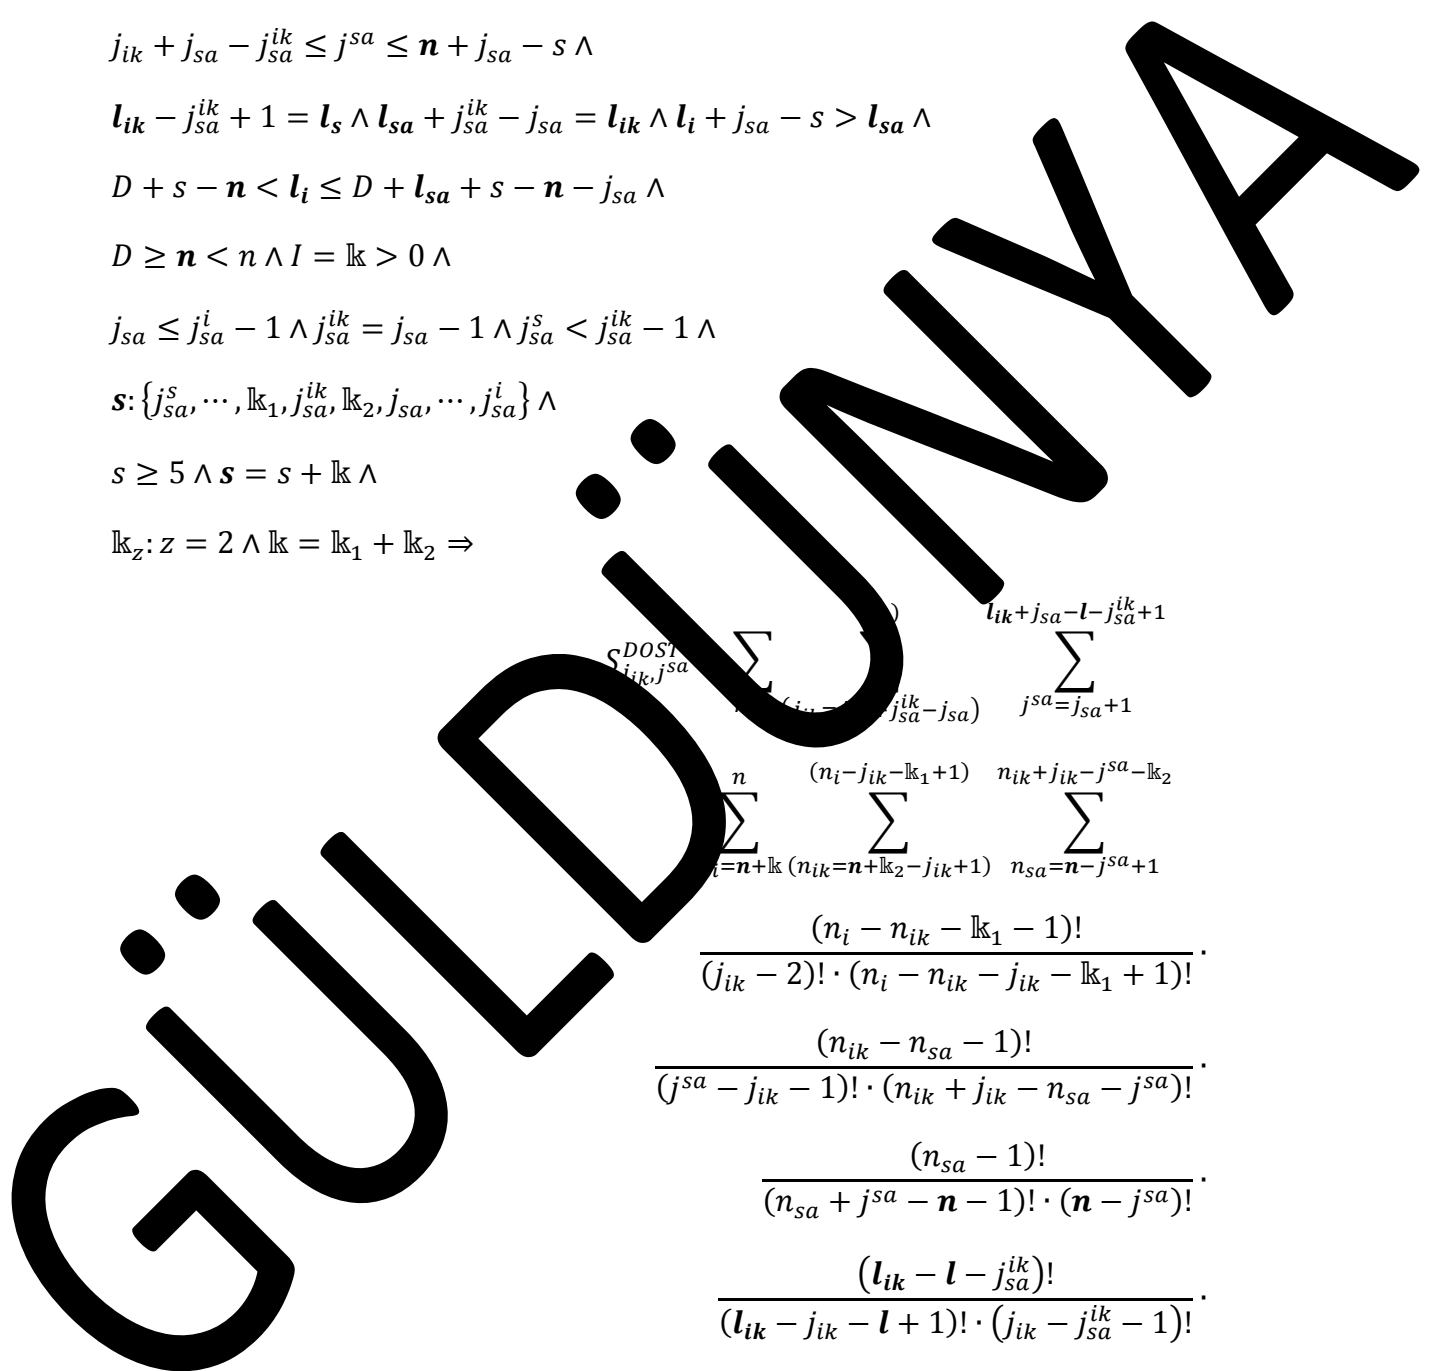 j_{ik} + j_{sa} − j_{sa}^{ik} ≤ j^{sa} ≤ 𝒏 + j_{sa} − s ∧
𝒍_{𝒊𝒌} − j_{sa}^{ik} + 1 = 𝒍_𝒔 ∧ 𝒍_{𝒔𝒂} + j_{sa}^{ik} − j_{sa} = 𝒍_{𝒊𝒌} ∧ 𝒍_𝒊 + j_{sa} − s > 𝒍_{𝒔𝒂} ∧
D + s − 𝒏 < 𝒍_𝒊 ≤ D + 𝒍_{𝒔𝒂} + s − 𝒏 − j_{sa} ∧
D ≥ 𝒏 < n ∧ I = 𝕜 > 0 ∧
j_{sa} ≤ j_{sa}^{i} − 1 ∧ j_{sa}^{ik} = j_{sa} − 1 ∧ j_{sa}^{s} < j_{sa}^{ik} − 1 ∧
𝒔: {j_{sa}^{s}, ⋯, 𝕜_1, j_{sa}^{ik}, 𝕜_2, j_{sa}, ⋯, j_{sa}^{i}} ∧
s ≥ 5 ∧ 𝒔 = s + 𝕜 ∧
𝕜_z: z = 2 ∧ 𝕜 = 𝕜_1 + 𝕜_2 ⇒
S_{j_{ik},j^{sa}}^{DOST} ∑ ∑_{j_{sa}^{ik}−j_{sa})} ∑_{j^{sa}=j_{sa}+1}^{𝒍_{𝒊𝒌}+j_{sa}−𝒍−j_{sa}^{ik}+1}
∑_{i=𝒏+𝕜}^{n} ∑_{(n_{ik}=𝒏+𝕜_2−j_{ik}+1)}^{(n_i−j_{ik}−𝕜_1+1)} ∑_{n_{sa}=𝒏−j^{sa}+1}^{n_{ik}+j_{ik}−j^{sa}−𝕜_2}
(n_i − n_{ik} − 𝕜_1 − 1)!
(j_{ik} − 2)! · (n_i − n_{ik} − j_{ik} − 𝕜_1 + 1)! ·
(n_{ik} − n_{sa} − 1)!
(j^{sa} − j_{ik} − 1)! · (n_{ik} + j_{ik} − n_{sa} − j^{sa})! ·
(n_{sa} − 1)!
(n_{sa} + j^{sa} − 𝒏 − 1)! · (𝒏 − j^{sa})! ·
(𝒍_{𝒊𝒌} − 𝒍 − j_{sa}^{ik})!
(𝒍_{𝒊𝒌} − j_{ik} − 𝒍 + 1)! · (j_{ik} − j_{sa}^{ik} − 1)! ·
GÜLDÜNYA